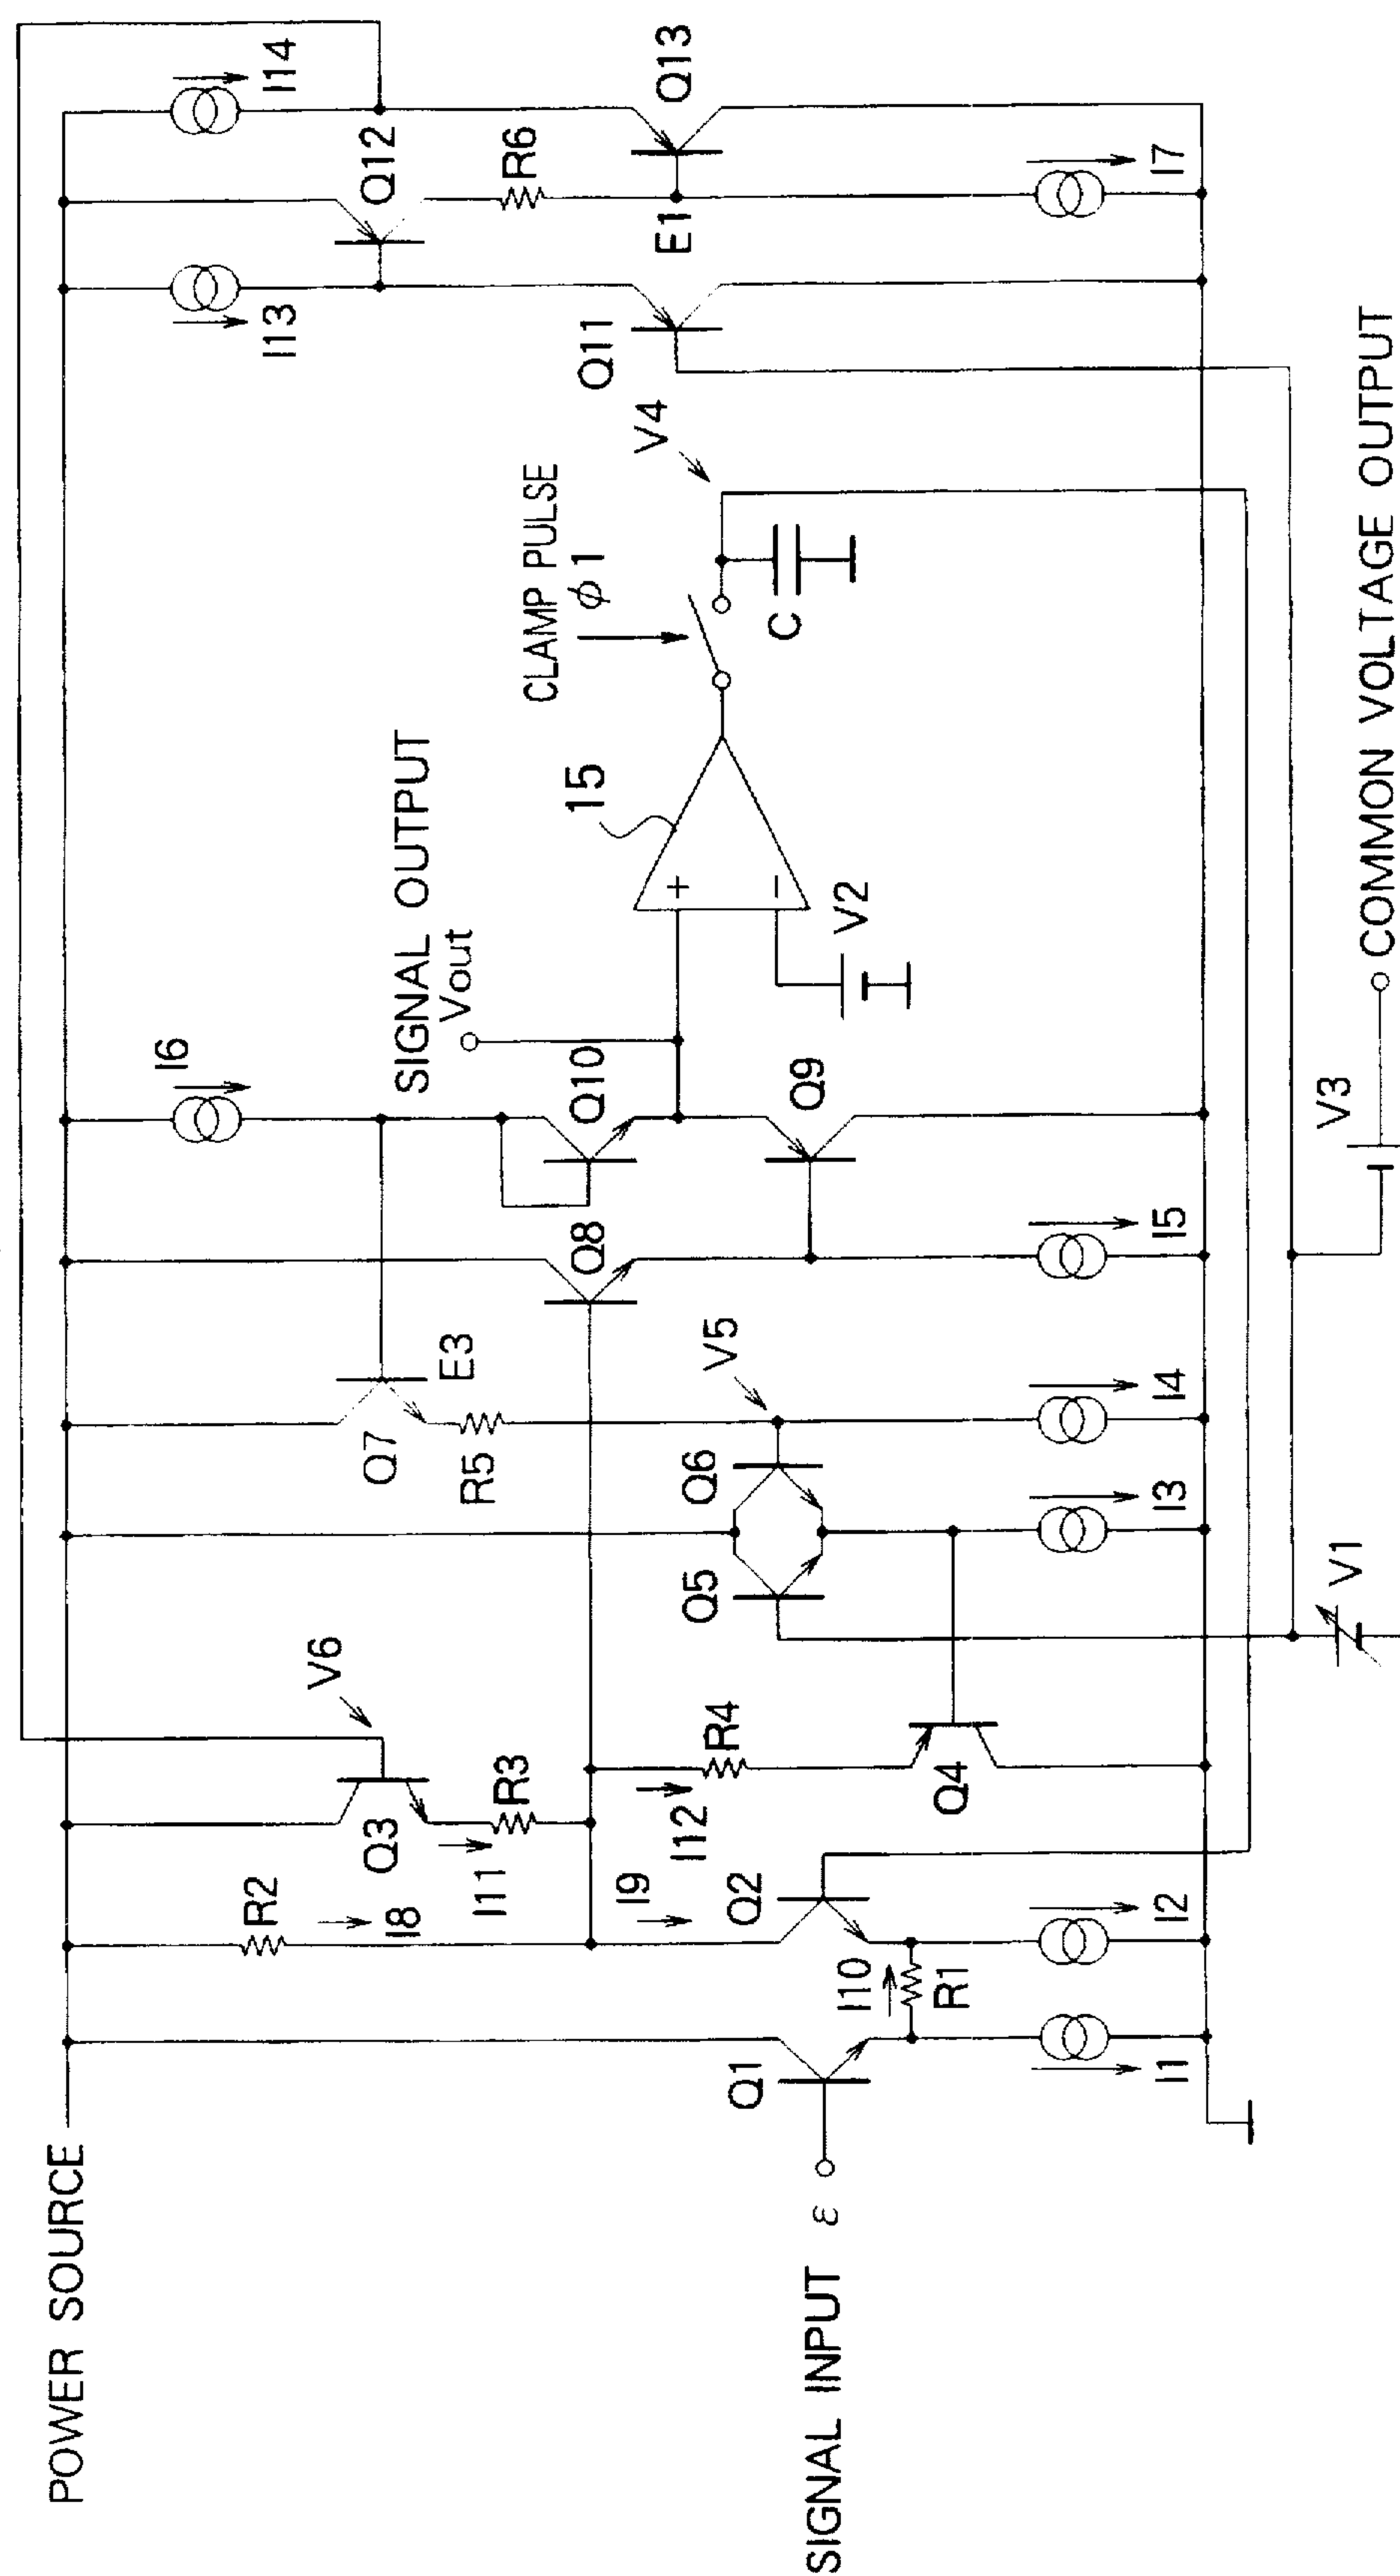 POWER SOURCE
SIGNAL INPUT ε
Q1
I1
I10
R1
I2
Q2
I9
R2
I8
Q3
I11
R3
V6
I12
R4
Q4
V1
Q5
Q6
I3
I4
V5
Q7
R5
E3
Q8
I5
Q9
Q10
I6
SIGNAL OUTPUT
Vout
15
+
−
V2
V3
COMMON VOLTAGE OUTPUT
CLAMP PULSE
ϕ1
C
V4
Q11
I13
Q12
R6
E1
I7
Q13
I14